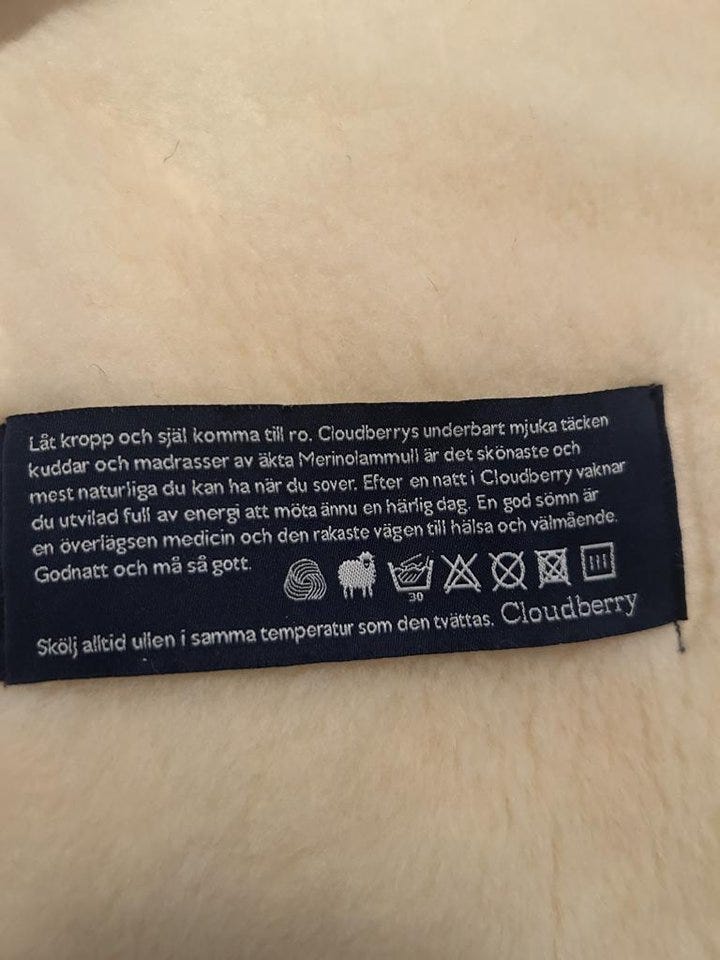 Låt kropp och själ komma till ro. Cloudberrys underbart mjuka täcken
kuddar och madrasser av äkta Merinolammull är det skönaste och
mest naturliga du kan ha när du sover. Efter en natt i Cloudberry vaknar
du utvilad full av energi att möta ännu en härlig dag. En god sömn är
en överlägsen medicin och den rakaste vägen till hälsa och välmående.
Godnatt och må så gott.
30
Skölj alltid ullen i samma temperatur som den tvättas. Cloudberry